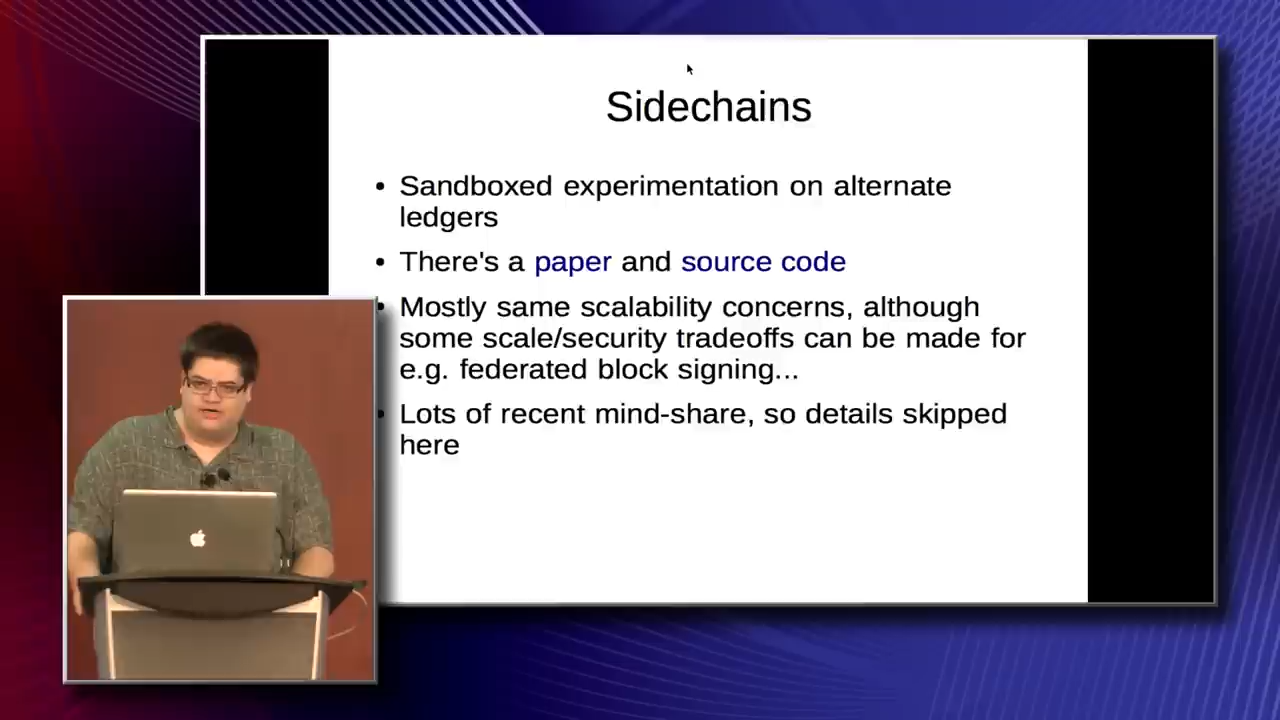 Sidechains
• Sandboxed experimentation on alternate
ledgers
• There's a paper and source code
• Mostly same scalability concerns, although
some scale/security tradeoffs can be made for
e.g. federated block signing...
• Lots of recent mind-share, so details skipped
here